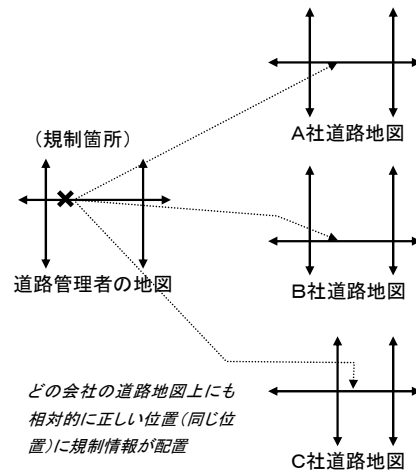 A社道路地図
（規制箇所）
道路管理者の地図
B社道路地図
どの会社の道路地図上にも
相対的に正しい位置（同じ位
置）に規制情報が配置
C社道路地図